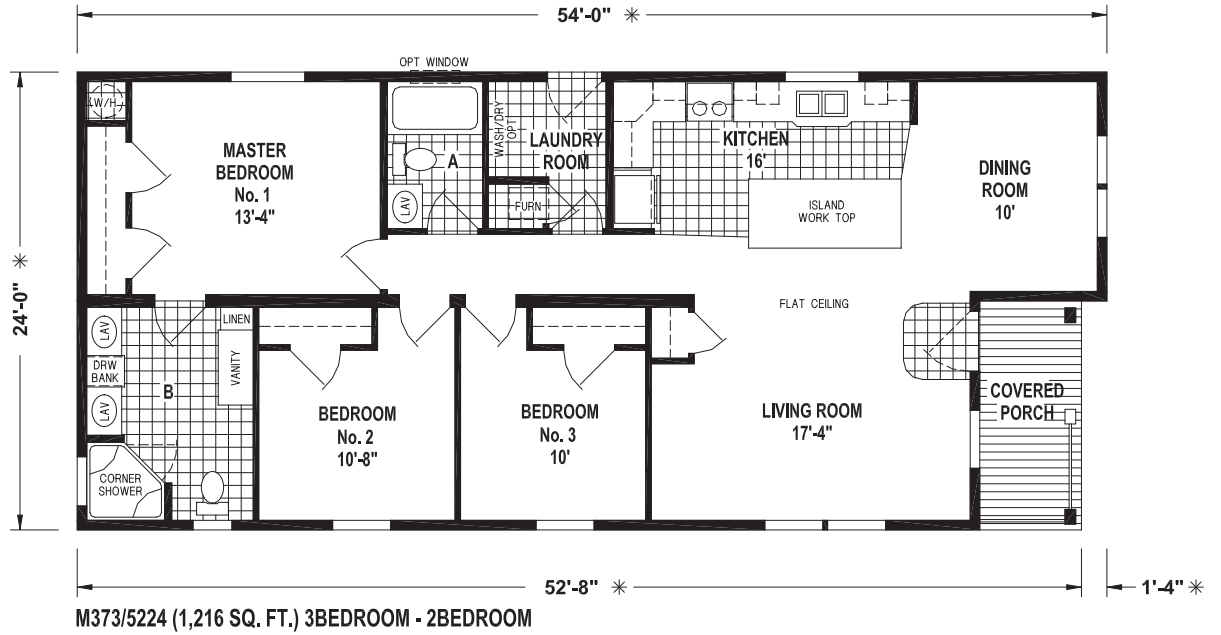 54'-0" ✳
OPT WINDOW
W/H
MASTER
BEDROOM
No. 1
13'-4"
A
LAV
WASH/DRY
OPT
LAUNDRY
ROOM
FURN
KITCHEN
16'
ISLAND
WORK TOP
DINING
ROOM
10'
24'-0" ✳
FLAT CEILING
LAV
DRW
BANK
LAV
B
LINEN
VANITY
CORNER
SHOWER
BEDROOM
No. 2
10'-8"
BEDROOM
No. 3
10'
LIVING ROOM
17'-4"
COVERED
PORCH
52'-8" ✳
1'-4" ✳
M373/5224 (1,216 SQ. FT.) 3BEDROOM - 2BEDROOM